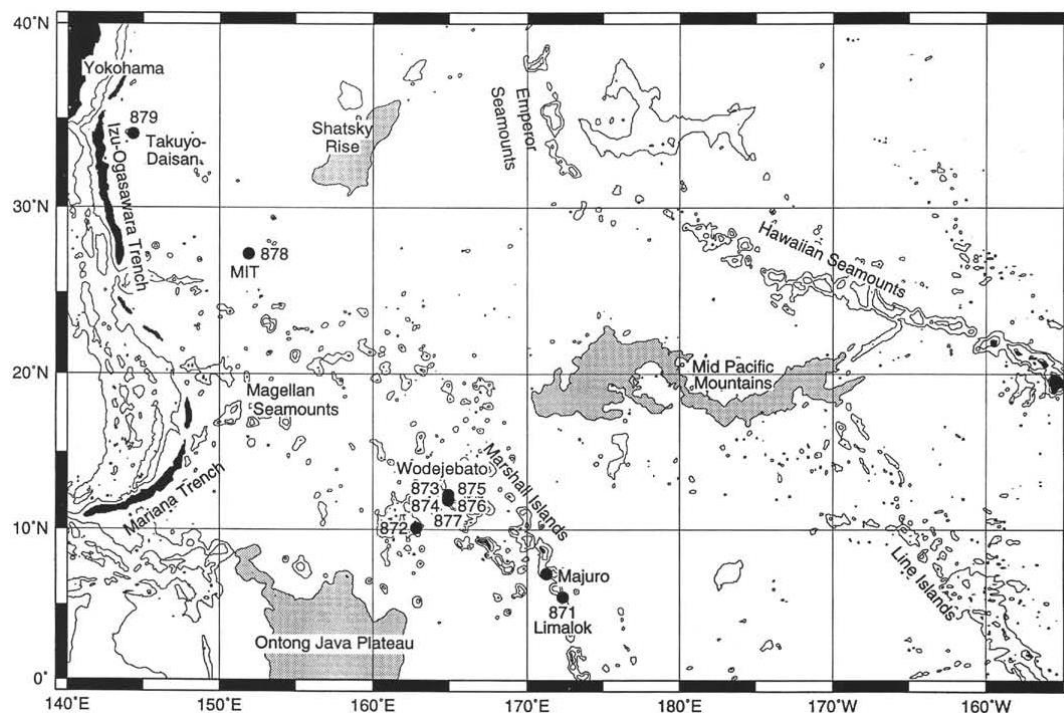 40°N
Yokohama
879
Takuyo-
Daisan
Izu-Ogasawara Trench
Shatsky
Rise
Emperor
Seamounts
30°N
878
MIT
Hawaiian Seamounts
20°N
Magellan
Seamounts
Mid Pacific
Mountains
Mariana Trench
Wodejebato
873
875
874
876
877
872
Marshall Islands
10°N
Majuro
871
Limalok
Line Islands
Ontong Java Plateau
0°
140°E
150°E
160°E
170°E
180°E
170°W
160°W